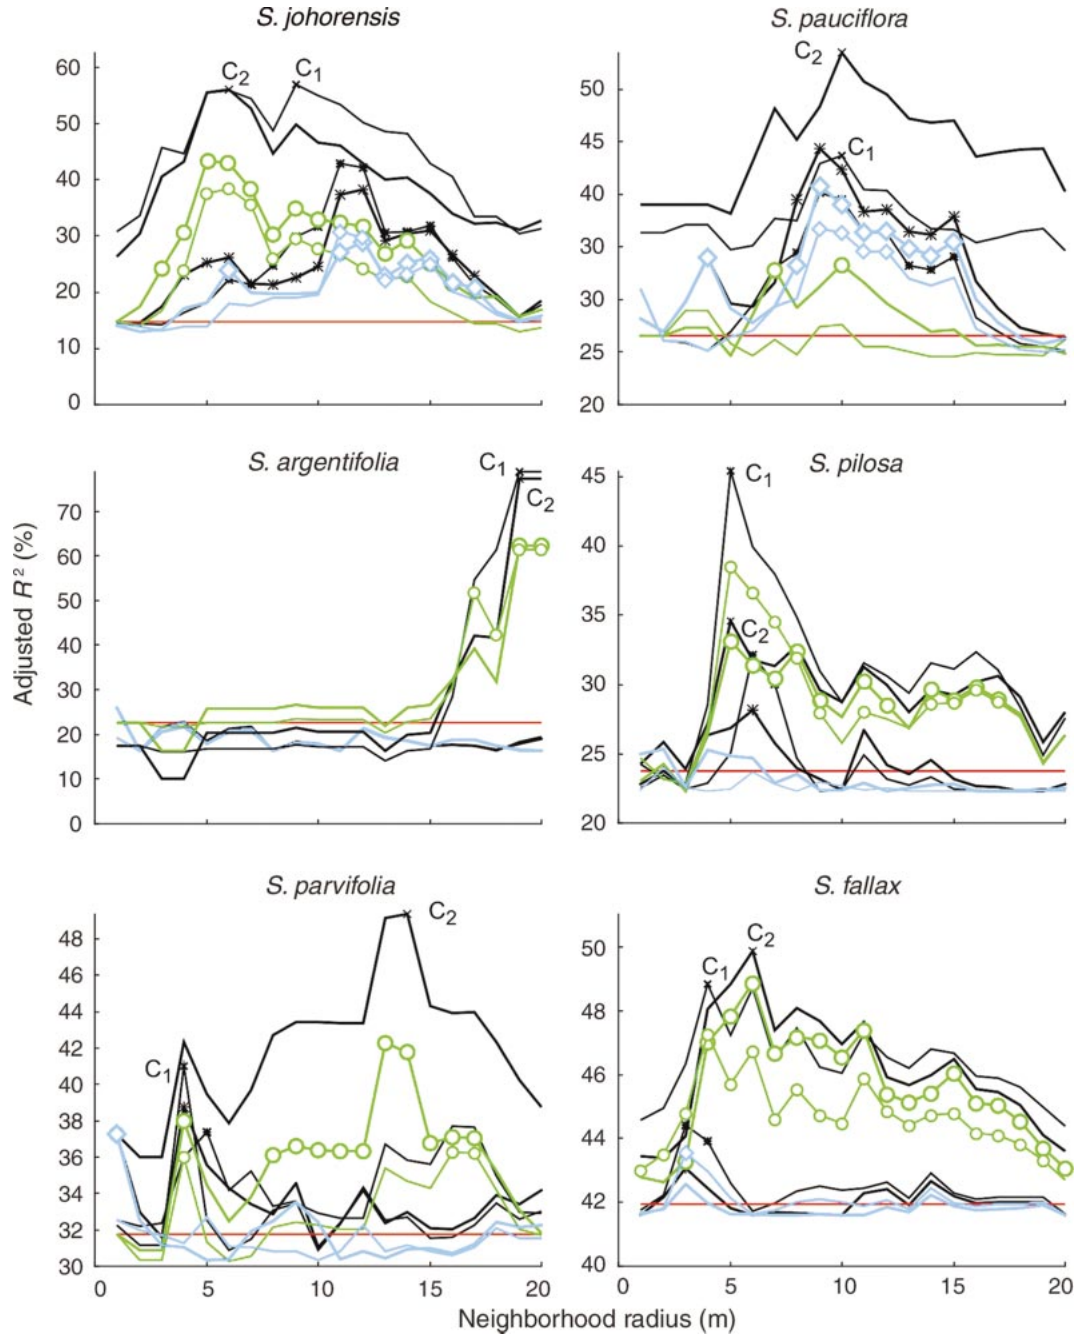 S. johorensis
S. pauciflora
60
50
40
30
20
10
0
C2
C1
50
45
40
35
30
30
25
20
C2
C1
S. argentifolia
S. pilosa
70
60
50
40
30
20
10
0
C1
C2
45
40
35
30
25
20
C1
C2
Adjusted R² (%)
S. parvifolia
S. fallax
48
46
44
42
40
38
36
34
32
30
C1
C2
0
5
10
15
20
50
48
46
44
42
40
C1
C2
0
5
10
15
20
Neighborhood radius (m)